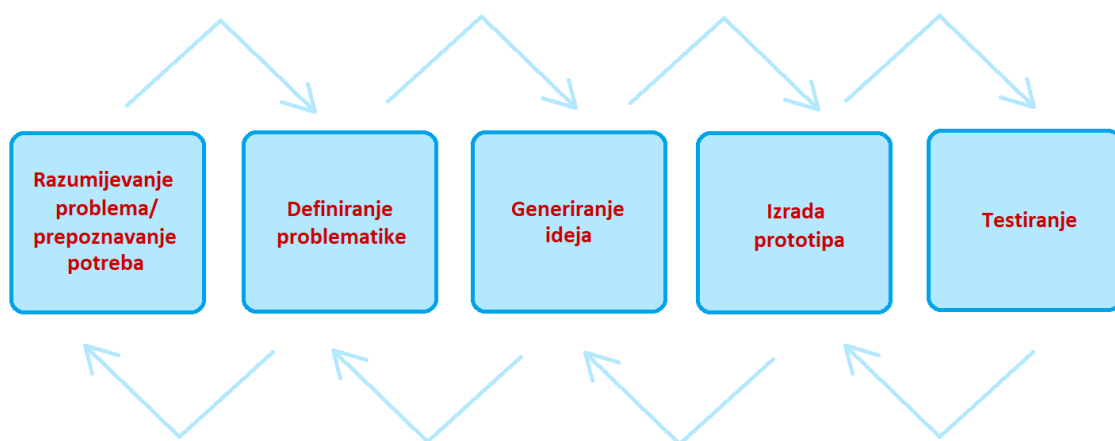 Razumijevanje
problema/
prepoznavanje
potreba
Definiranje
problematike
Generiranje
ideja
Izrada
prototipa
Testiranje